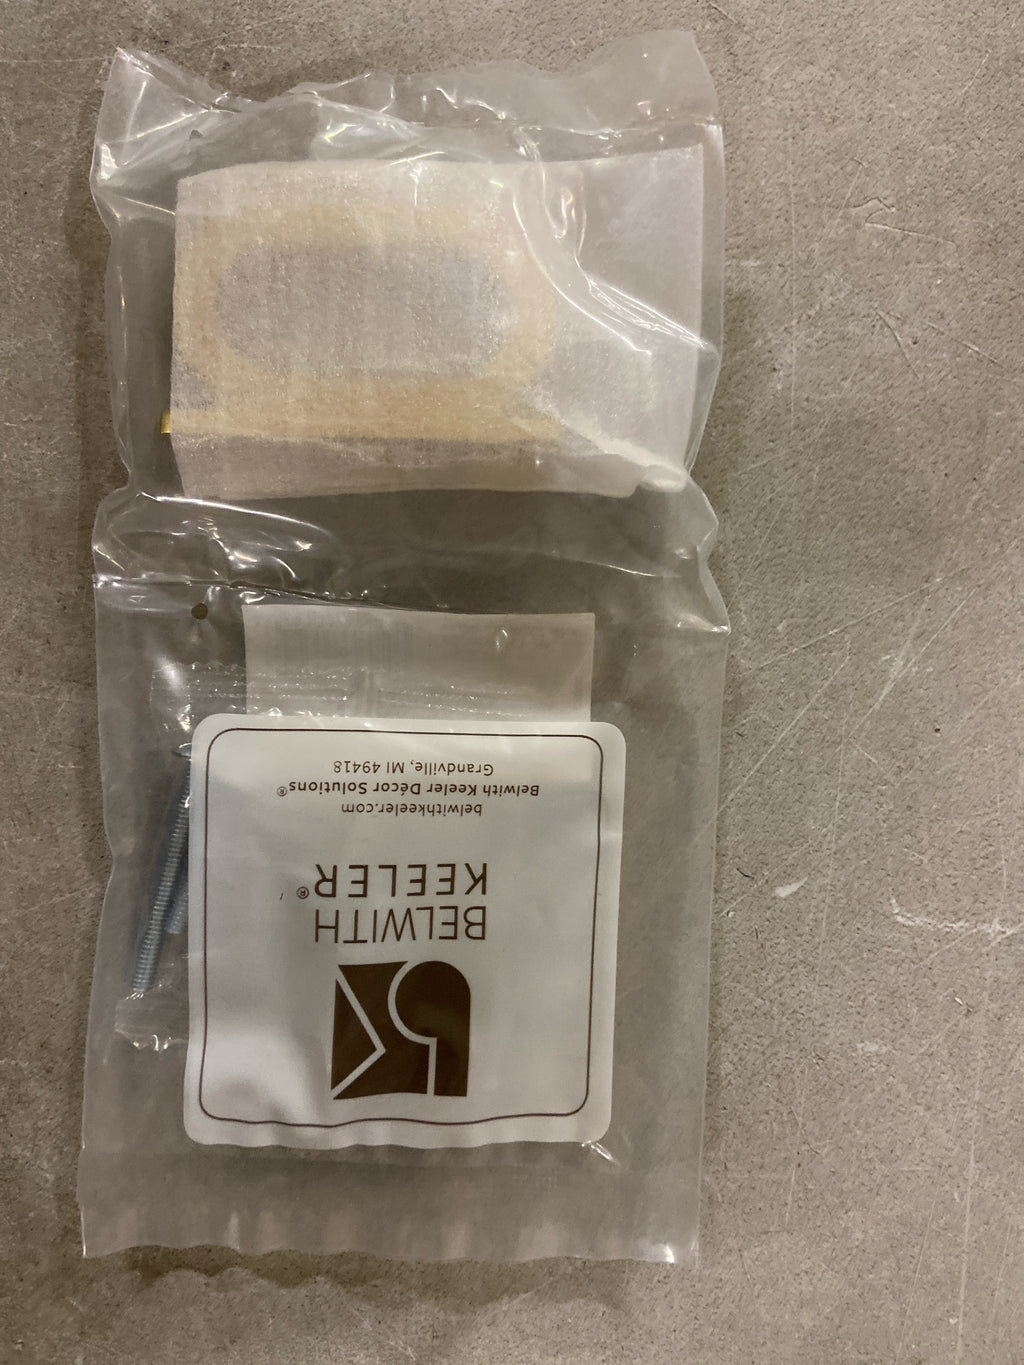 BELWITH
KEELER®
belwithkeeler.com
Belwith Keeler Décor Solutions®
Grandville, MI 49418